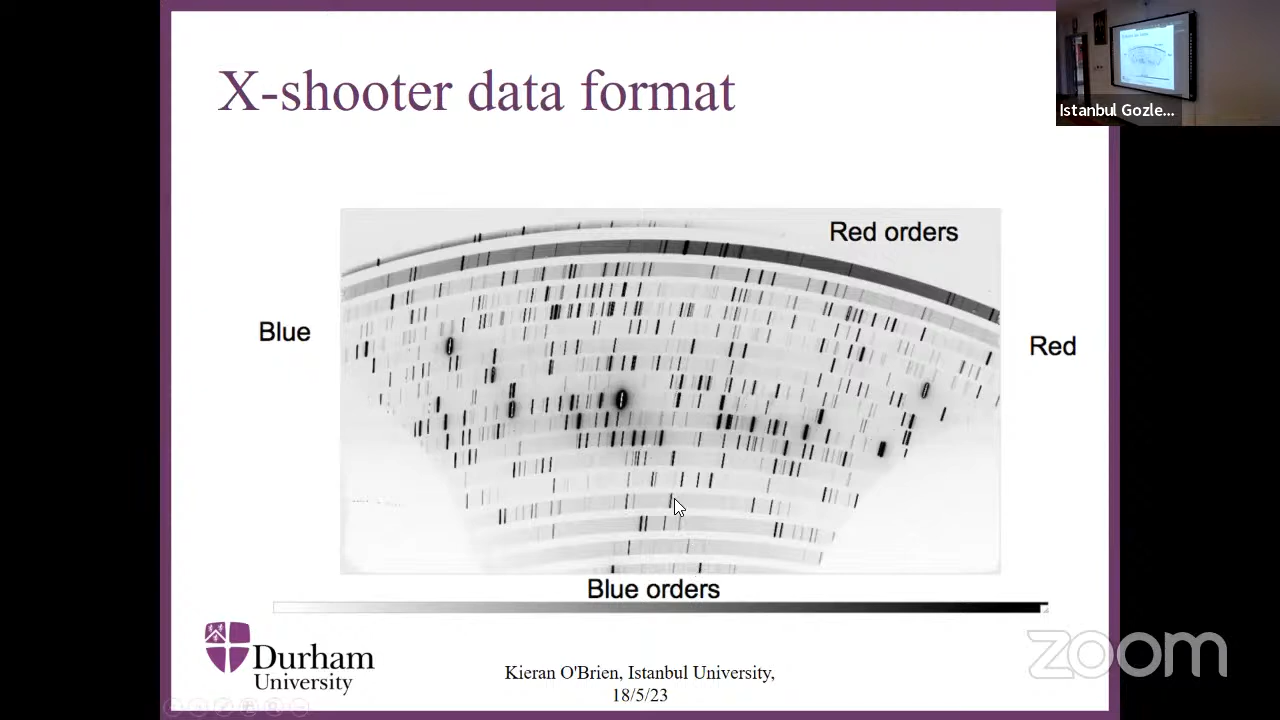 X-shooter data format
Istanbul Gozle...
Red orders
Blue
Red
Blue orders
Durham
University
Kieran O'Brien, Istanbul University,
18/5/23
zoom